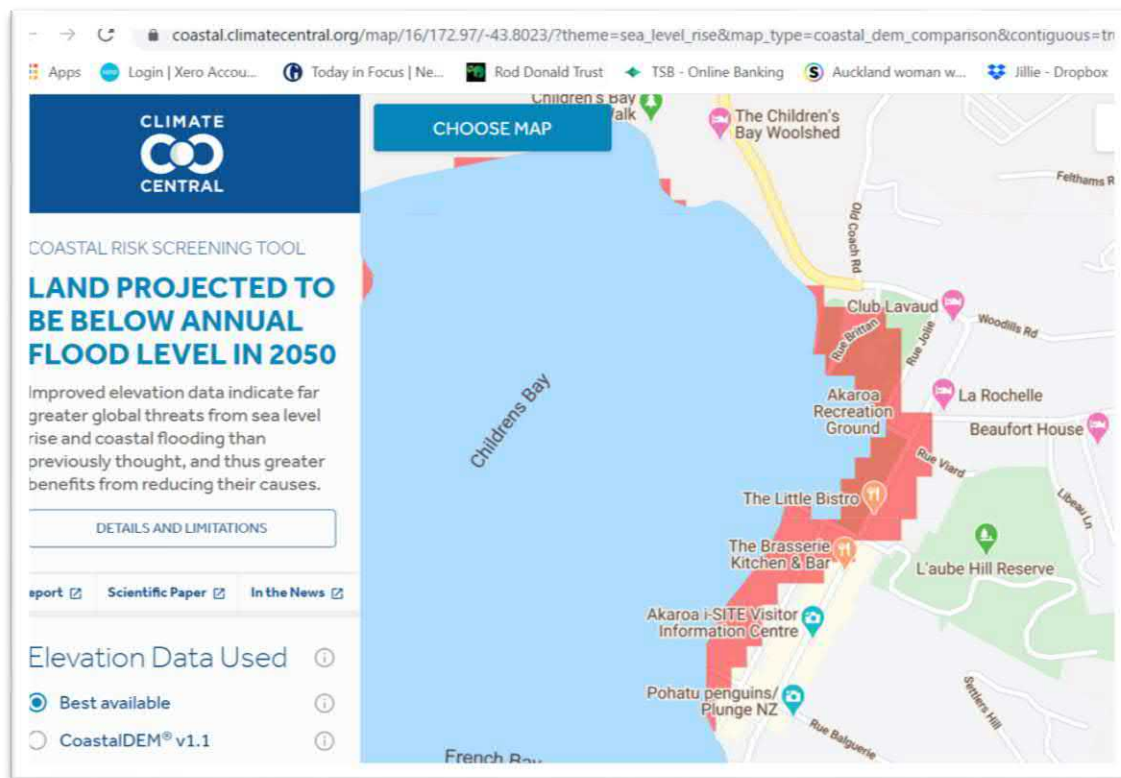 coastal.climatecentral.org/map/16/172.97/-43.8023/?theme=sea_level_rise&map_type=coastal_dem_comparison&contiguous=tr
Apps Login | Xero Accou... Today in Focus | Ne... Rod Donald Trust TSB - Online Banking Auckland woman w... Jillie - Dropbox
CLIMATE
CENTRAL
COASTAL RISK SCREENING TOOL
LAND PROJECTED TO
BE BELOW ANNUAL
FLOOD LEVEL IN 2050
Improved elevation data indicate far
greater global threats from sea level
rise and coastal flooding than
previously thought, and thus greater
benefits from reducing their causes.
DETAILS AND LIMITATIONS
eport Scientific Paper In the News
Elevation Data Used
Best available
CoastalDEM® v1.1
CHOOSE MAP
Children's Bay
alk
The Children's
Bay Woolshed
Felthams R
Old Coach Rd
Club Lavaud
Woodills Rd
Rue Brittan
Rue Jolie
Childrens Bay
Akaroa
Recreation
Ground
La Rochelle
Beaufort House
Rue Viard
Libeau Ln
The Little Bistro
The Brasserie
Kitchen & Bar
L'aube Hill Reserve
Akaroa i-SITE Visitor
Information Centre
Pohatu penguins/
Plunge NZ
Settlers Hill
Rue Balguerie
French Bay